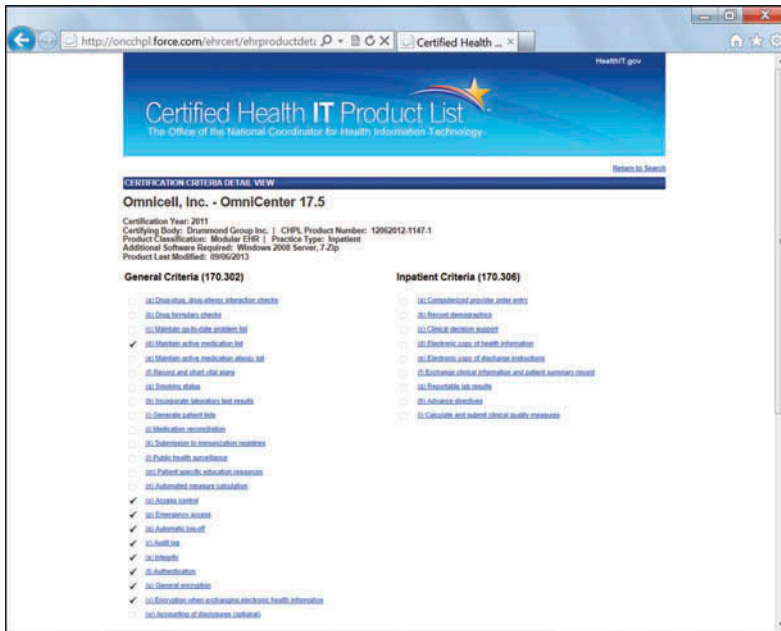 http://oncchpl.force.com/ehrcert/ehrproductdeta
Certified Health ...
HealthIT.gov
Certified Health IT Product List
The Office of the National Coordinator for Health Information Technology
Return to Search
CERTIFICATION CRITERIA DETAIL VIEW
Omnicell, Inc. - OmniCenter 17.5
Certification Year: 2011
Certifying Body: Drummond Group Inc. | CHPL Product Number: 12062012-1147-1
Product Classification: Modular EHR | Practice Type: Inpatient
Additional Software Required: Windows 2008 Server, 7-Zip
Product Last Modified: 09/06/2013
General Criteria (170.302)
(a) Drug-drug, drug-allergy interaction checks
(b) Drug formulary checks
(c) Maintain up-to-date problem list
(d) Maintain active medication list
(e) Maintain active medication allergy list
(f) Record and chart vital signs
(g) Smoking status
(h) Incorporate laboratory test results
(i) Generate patient lists
(j) Medication reconciliation
(k) Submission to immunization registries
(l) Public health surveillance
(m) Patient specific education resources
(n) Automated measure calculation
(o) Access control
(p) Emergency access
(q) Automatic log-off
(r) Audit log
(s) Integrity
(t) Authentication
(u) General encryption
(v) Encryption when exchanging electronic health information
(w) Accounting of disclosures (optional)
Inpatient Criteria (170.306)
(a) Computerized provider order entry
(b) Record demographics
(c) Clinical decision support
(d) Electronic copy of health information
(e) Electronic copy of discharge instructions
(f) Exchange clinical information and patient summary record
(g) Reportable lab results
(h) Advance directives
(i) Calculate and submit clinical quality measures